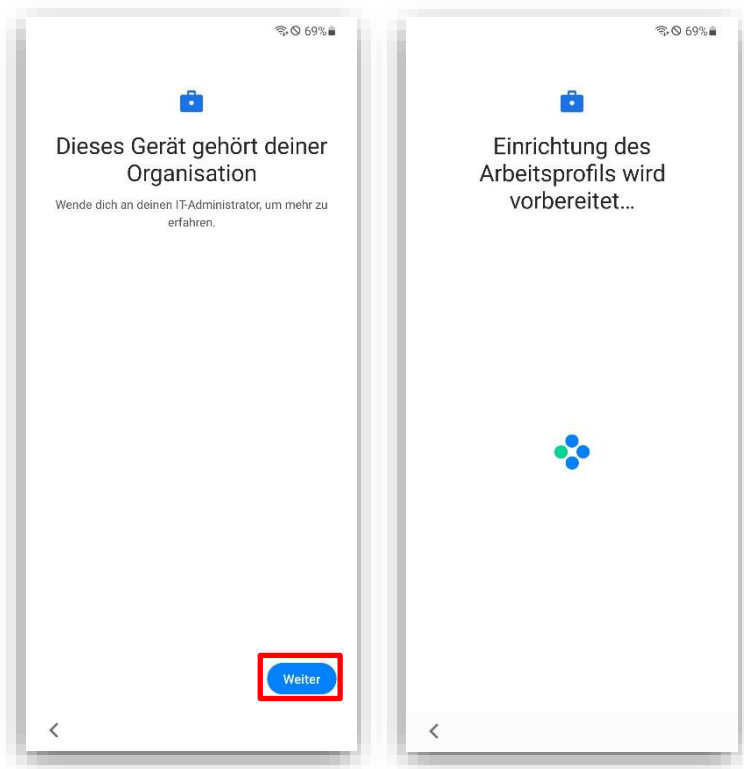 69%
Dieses Gerät gehört deiner
Organisation
Wende dich an deinen IT-Administrator, um mehr zu
erfahren.
Weiter
69%
Einrichtung des
Arbeitsprofils wird
vorbereitet...